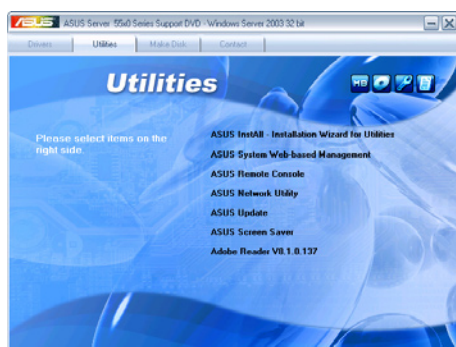 ASUS
ASUS Server 55x0 Series Support DVD - Windows Server 2003 32 bit
Drivers
Utilities
Make Disk
Contact
Utilities
MB
Please select items on the
right side.
ASUS InstAll - Installation Wizard for Utilities
ASUS System Web-based Management
ASUS Remote Console
ASUS Network Utility
ASUS Update
ASUS Screen Saver
Adobe Reader V8.1.0.137